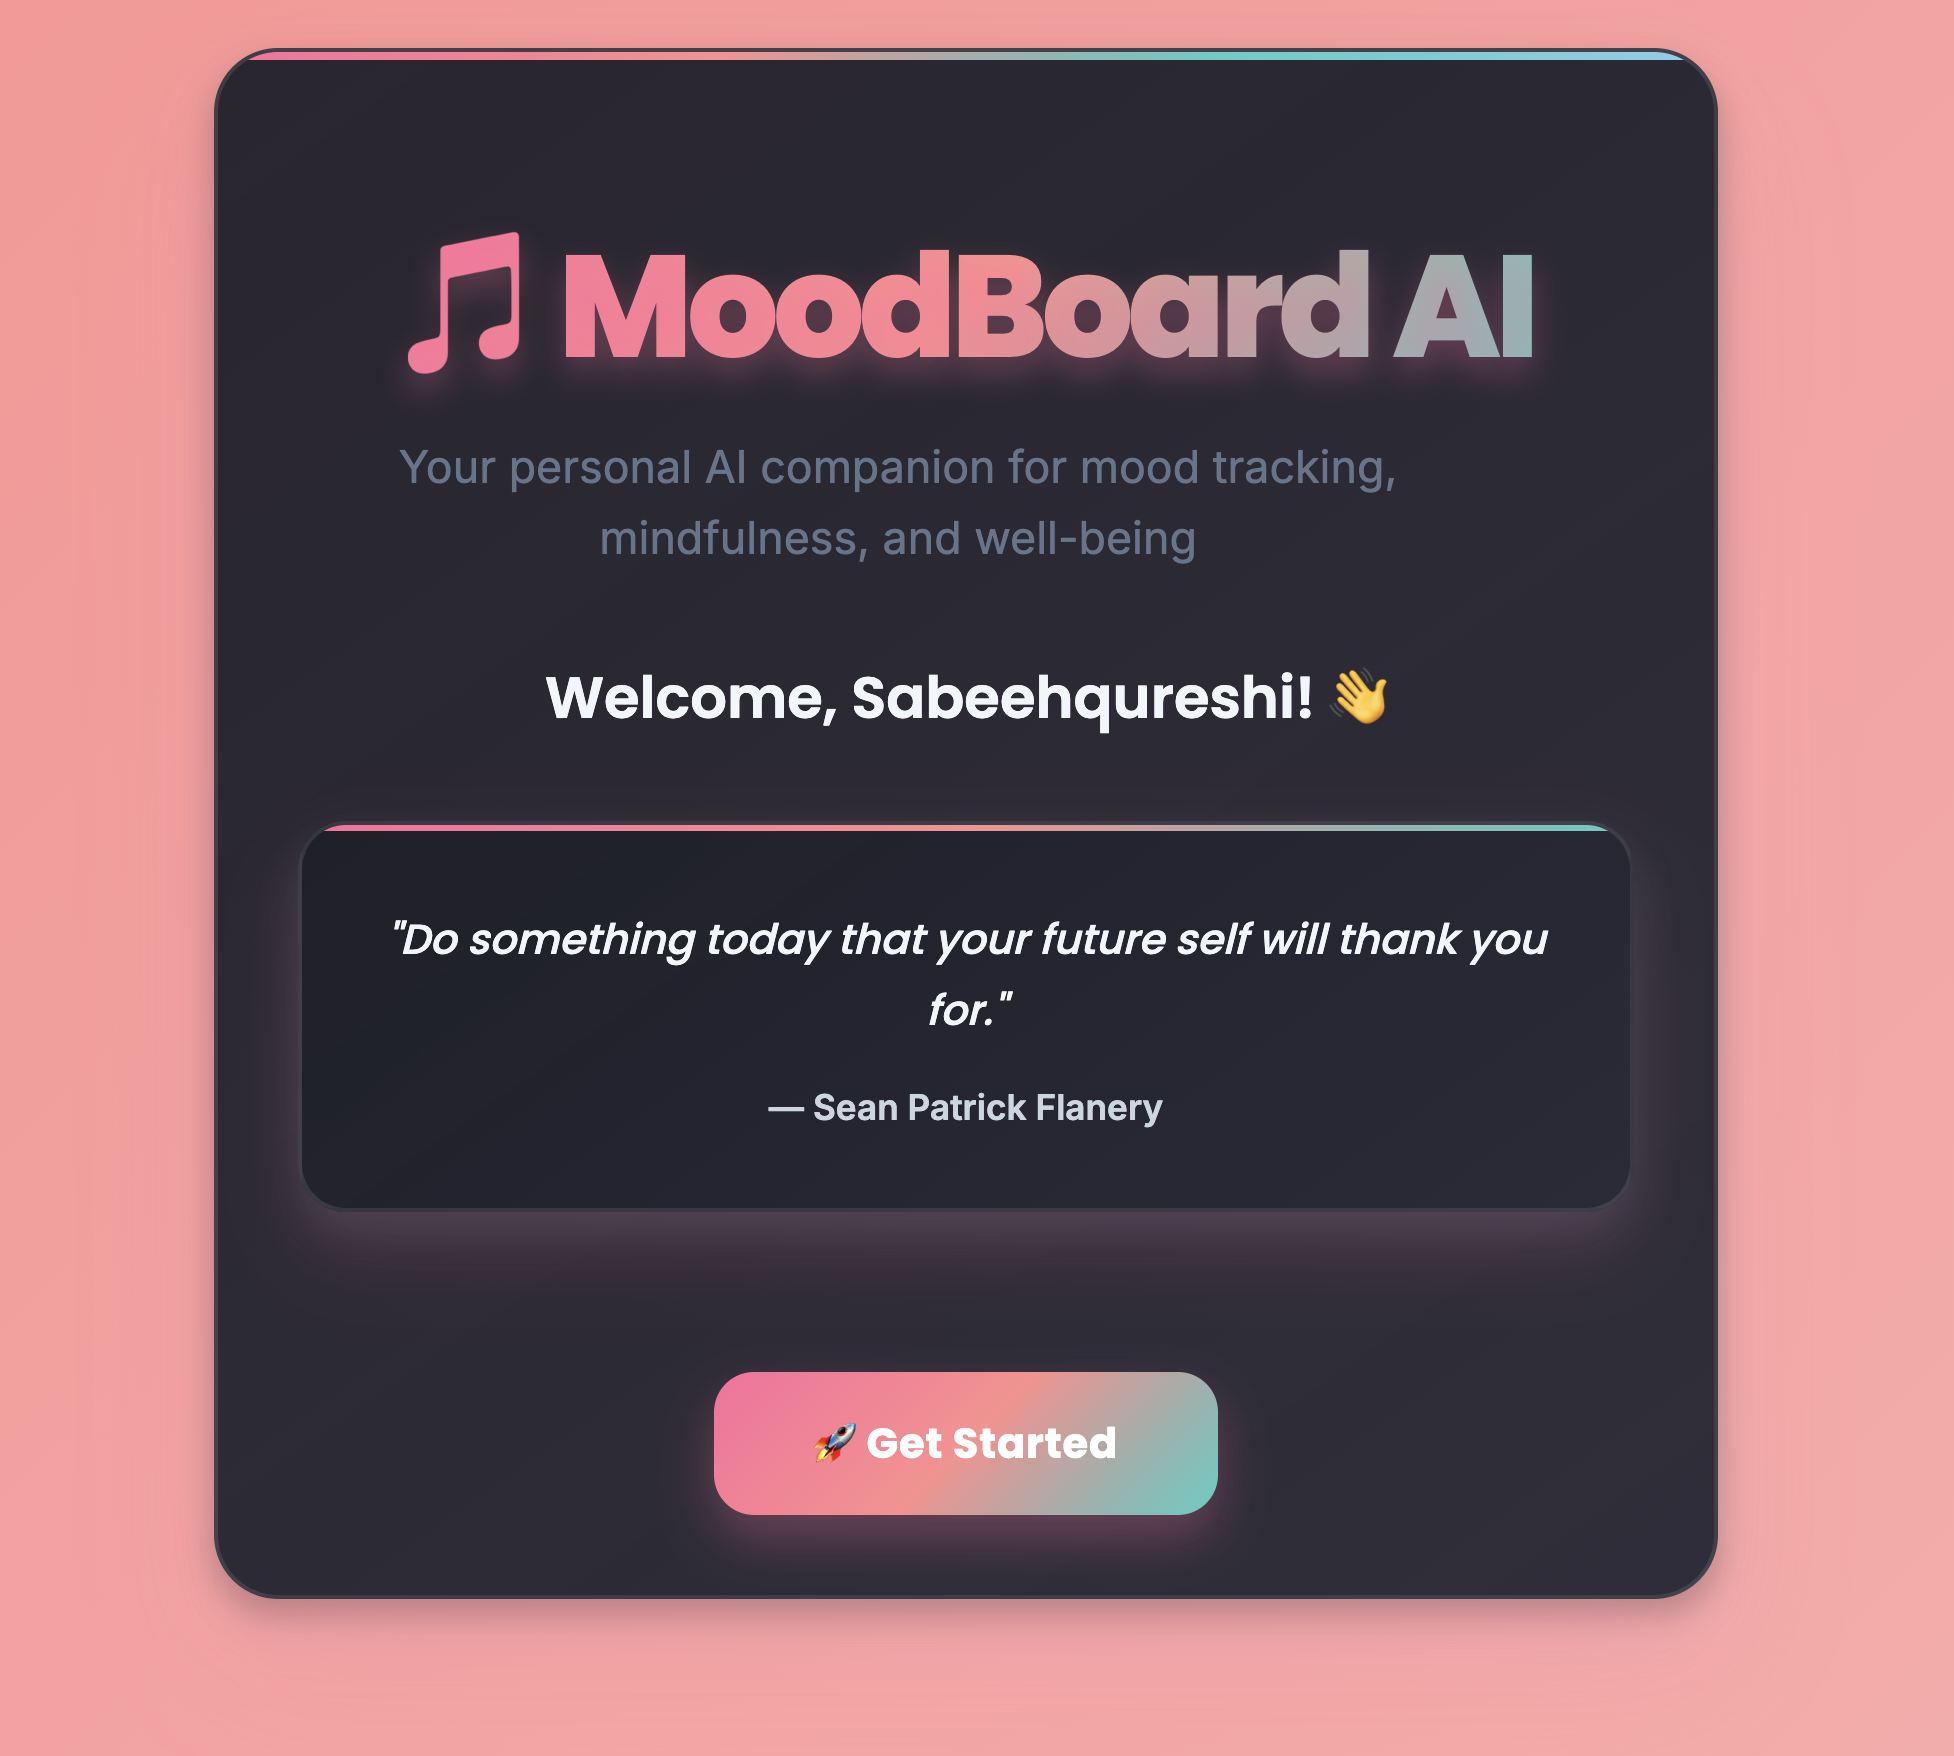 🎵 MoodBoard AI
Your personal AI companion for mood tracking,
mindfulness, and well-being
Welcome, Sabeehqureshi! 👋
"Do something today that your future self will thank you
for."
— Sean Patrick Flanery
🚀 Get Started